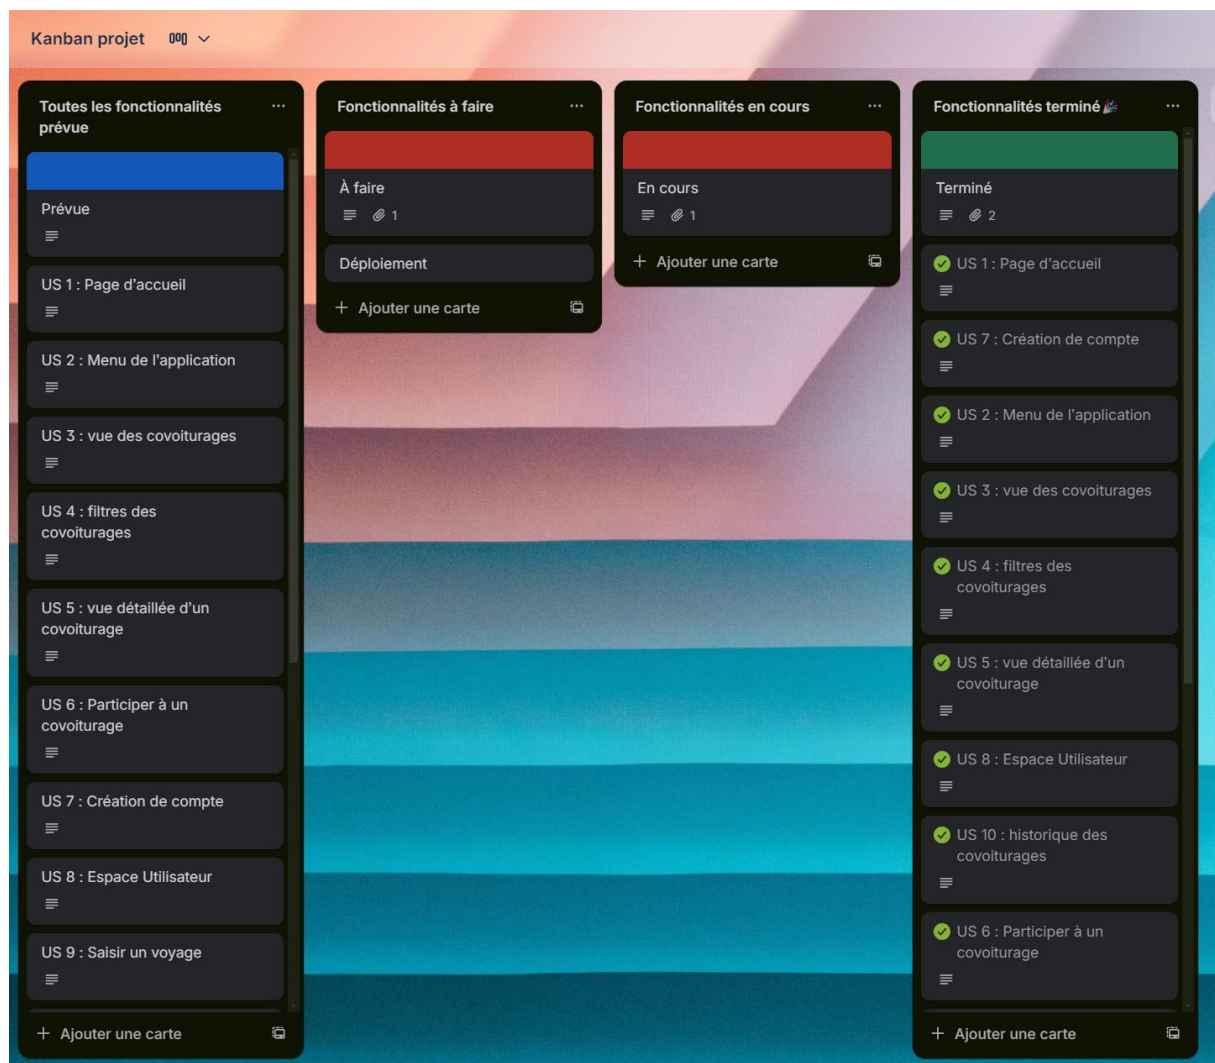 Kanban projet
Toutes les fonctionnalités
prévue
Prévue
US 1 : Page d'accueil
US 2 : Menu de l'application
US 3 : vue des covoiturages
US 4 : filtres des
covoiturages
US 5 : vue détaillée d'un
covoiturage
US 6 : Participer à un
covoiturage
US 7 : Création de compte
US 8 : Espace Utilisateur
US 9 : Saisir un voyage
+ Ajouter une carte
Fonctionnalités à faire
À faire
1
Déploiement
+ Ajouter une carte
Fonctionnalités en cours
En cours
1
+ Ajouter une carte
Fonctionnalités terminé🎉
Terminé
2
US 1 : Page d'accueil
US 7 : Création de compte
US 2 : Menu de l'application
US 3 : vue des covoiturages
US 4 : filtres des
covoiturages
US 5 : vue détaillée d'un
covoiturage
US 8 : Espace Utilisateur
US 10 : historique des
covoiturages
US 6 : Participer à un
covoiturage
+ Ajouter une carte